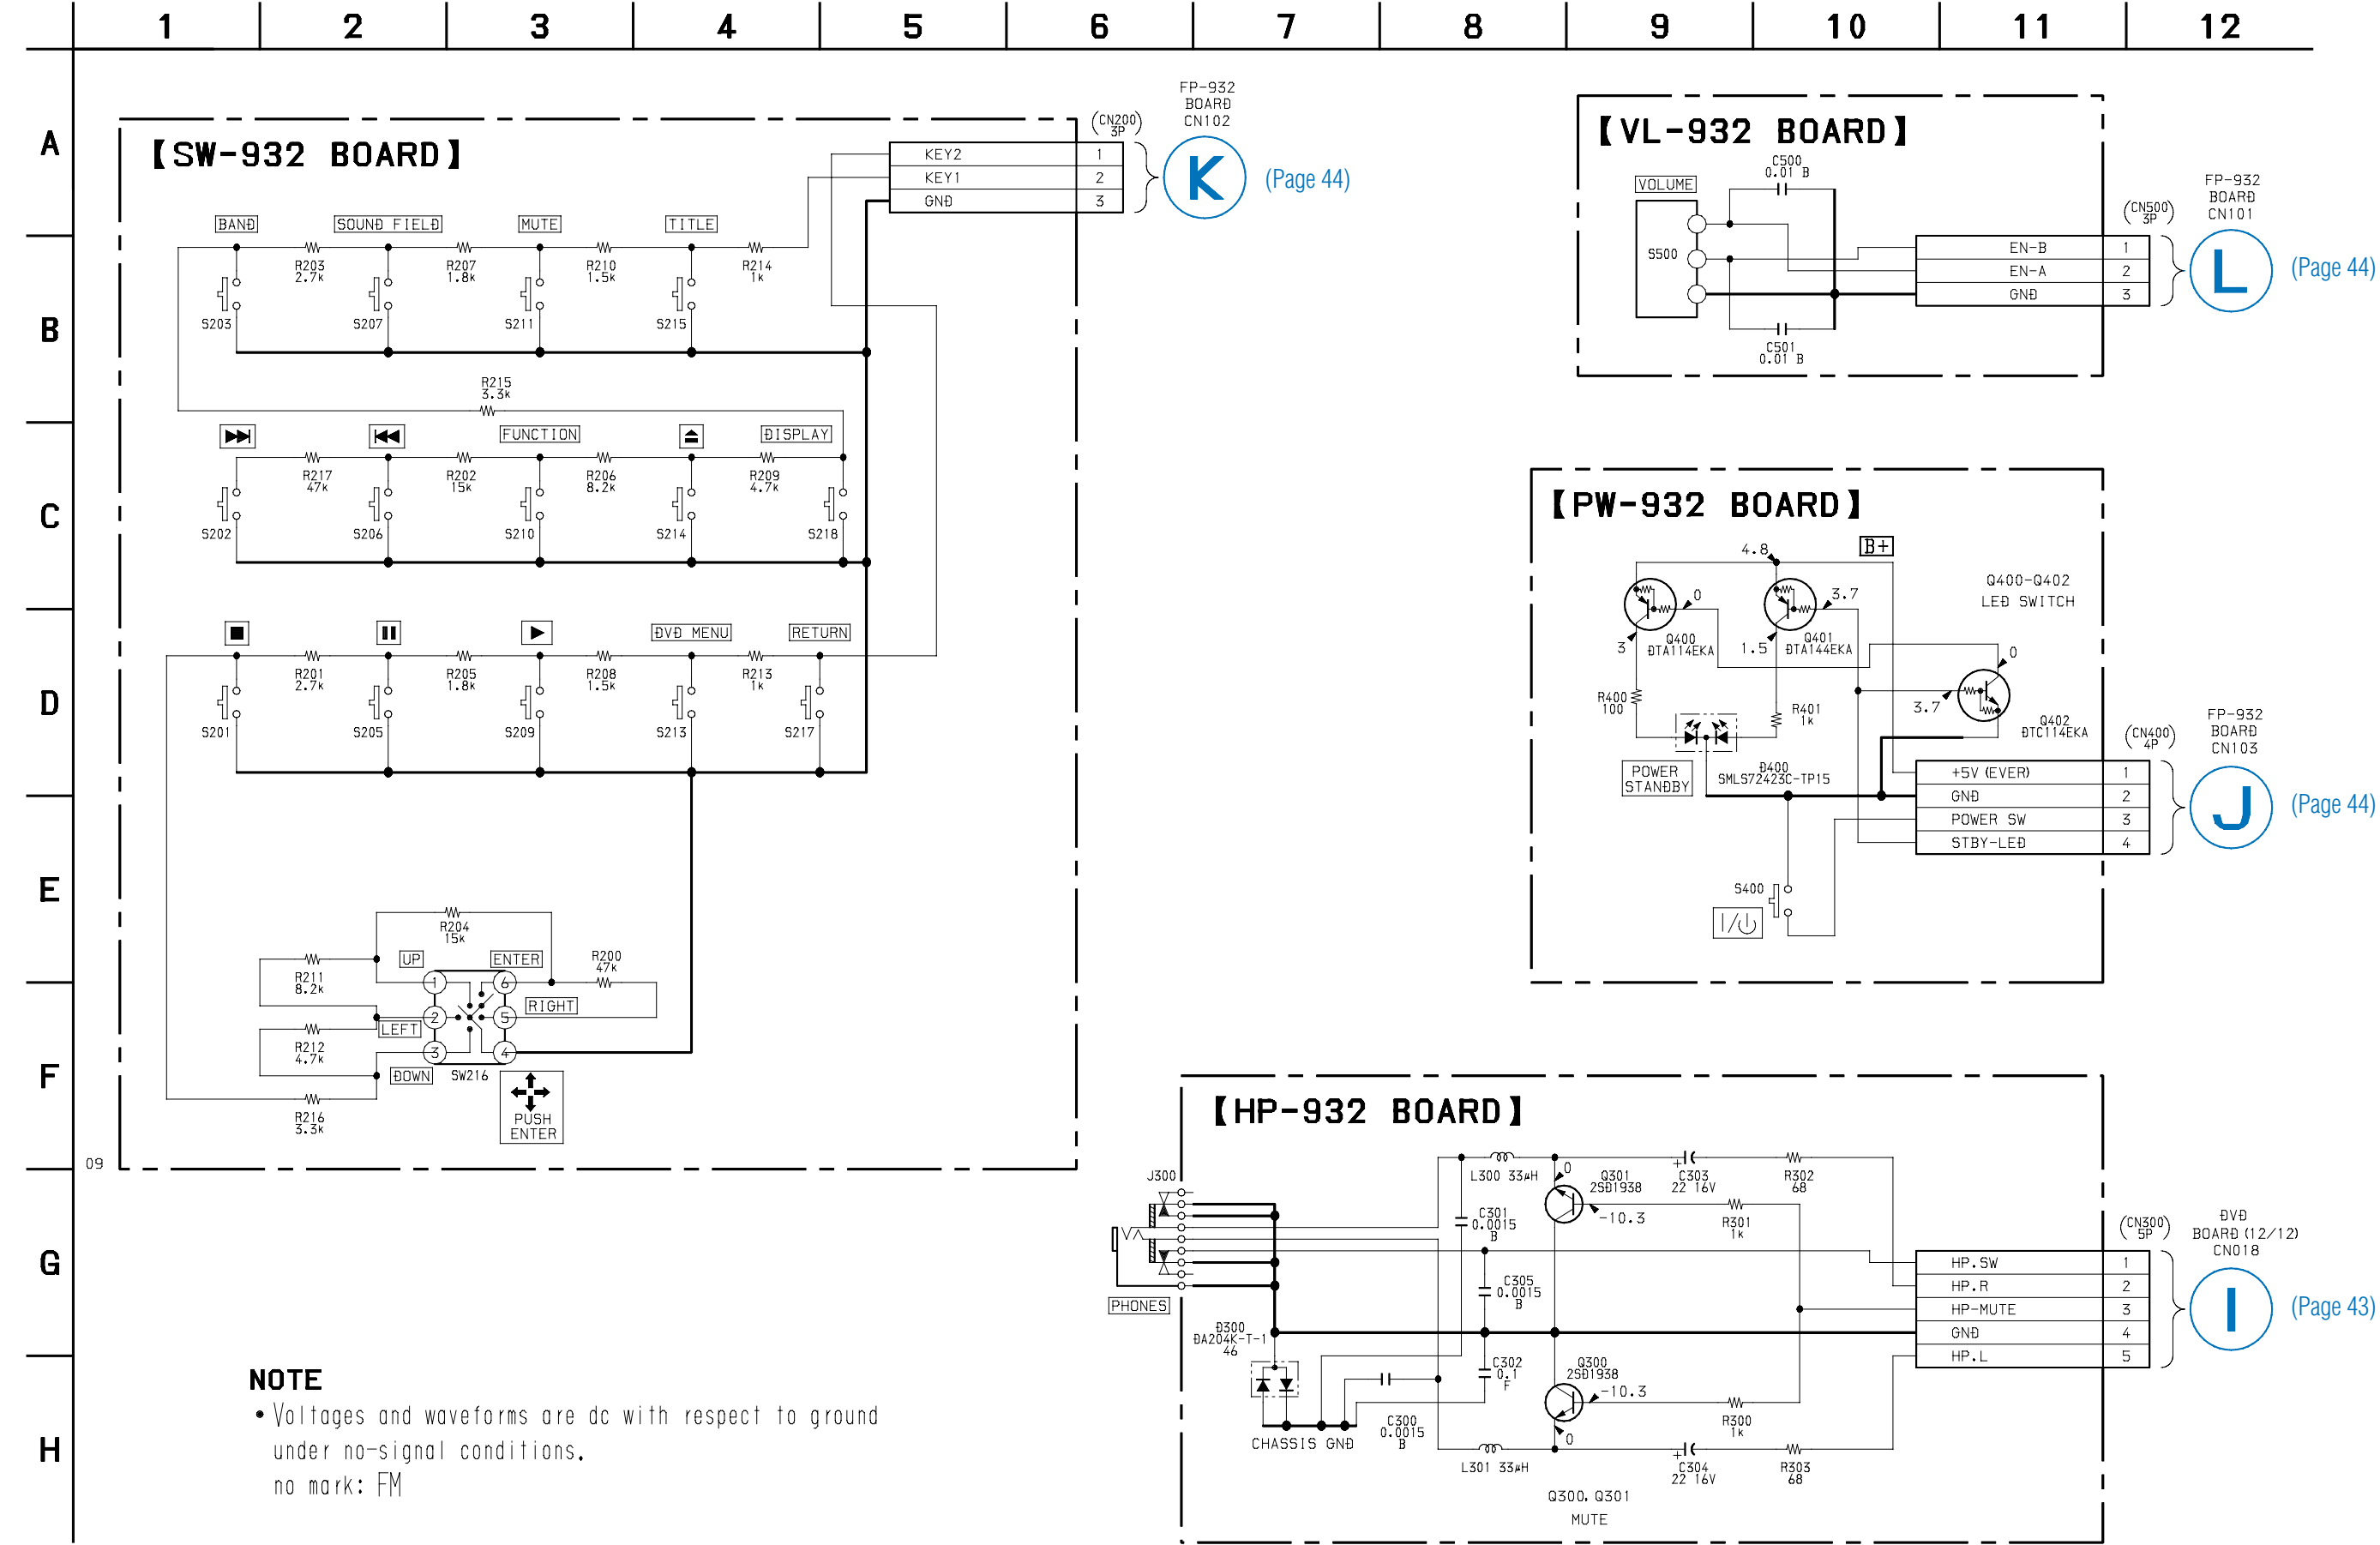 1 2 3 4 5 6 7 8 9 10 11 12
A
B
C
D
E
F
G
H
【SW-932 BOARD】
FP-932
BOARD
CN102
(CN200)
3P
KEY2 1
KEY1 2
GND 3
K
(Page 44)
BAND SOUND FIELD MUTE TITLE
R203 R207 R210 R214
2.7k 1.8k 1.5k 1k
S203 S207 S211 S215
R215
3.3k
FUNCTION DISPLAY
R217 R202 R206 R209
47k 15k 8.2k 4.7k
S202 S206 S210 S214 S218
DVD MENU RETURN
R201 R205 R208 R213
2.7k 1.8k 1.5k 1k
S201 S205 S209 S213 S217
R204
15k
UP ENTER
R200
47k
R211
8.2k
1 6
RIGHT
2 5
LEFT
R212
4.7k
3 4
DOWN SW216
R216
3.3k
PUSH
ENTER
09
【VL-932 BOARD】
C500
0.01 B
VOLUME
S500
C501
0.01 B
FP-932
BOARD
CN101
(CN500)
3P
EN-B 1
EN-A 2
GND 3
L
(Page 44)
【PW-932 BOARD】
4.8 B+
Q400-Q402
LED SWITCH
0 3.7
Q400
DTA114EKA
Q401
DTA144EKA
3 1.5 0
3.7
R400
100
R401
1k
Q402
DTC114EKA
POWER
STANDBY
D400
SMLS72423C-TP15
FP-932
BOARD
CN103
(CN400)
4P
+5V (EVER) 1
GND 2
POWER SW 3
STBY-LED 4
J
(Page 44)
S400
I/⏻
【HP-932 BOARD】
J300
L300 33μH
0
Q301
2SD1938
-10.3
C303
22 16V
R302
68
C301
0.0015
B
R301
1k
C305
0.0015
B
PHONES
D300
DA204K-T-1
46
C302
0.1
F
Q300
2SD1938
-10.3
R300
1k
CHASSIS GND
C300
0.0015
B
0
L301 33μH
C304
22 16V
R303
68
Q300, Q301
MUTE
DVD
BOARD (12/12)
CN018
(CN300)
5P
HP.SW 1
HP.R 2
HP-MUTE 3
GND 4
HP.L 5
I
(Page 43)
NOTE
• Voltages and waveforms are dc with respect to ground
under no-signal conditions.
no mark: FM